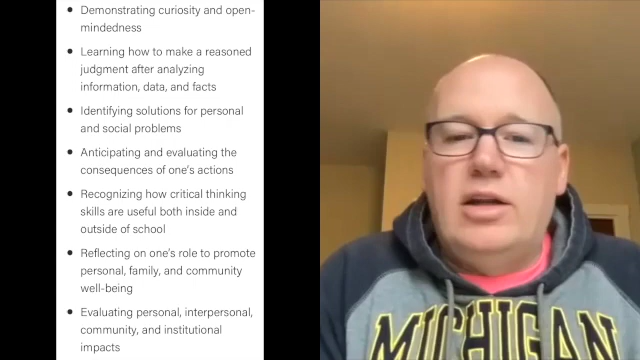 Demonstrating curiosity and open-
mindedness
Learning how to make a reasoned
judgment after analyzing
information, data, and facts
Identifying solutions for personal
and social problems
Anticipating and evaluating the
consequences of one's actions
Recognizing how critical thinking
skills are useful both inside and
outside of school
Reflecting on one's role to promote
personal, family, and community
well-being
Evaluating personal, interpersonal,
community, and institutional
impacts
MICHIGAN